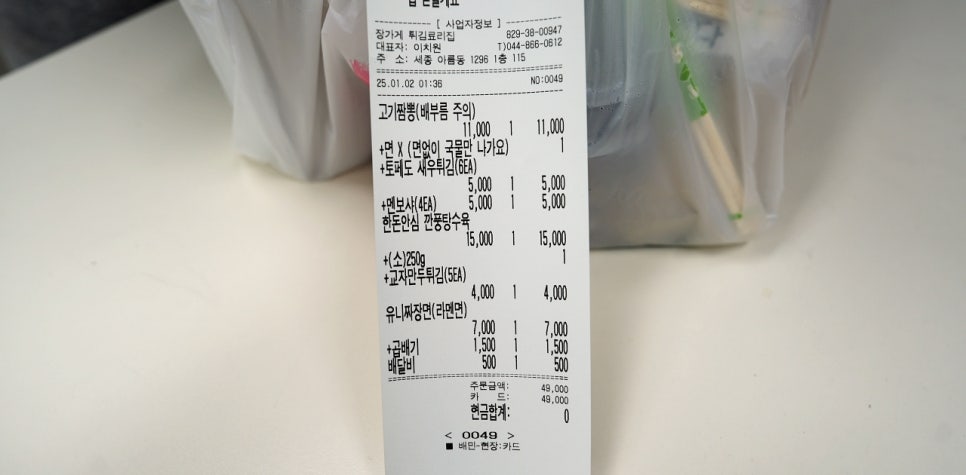 ------------ [ 사업자정보 ] ------------
장가게 튀김료리집 629-38-00947
대표자: 이치원 T)044-866-0612
주 소: 세종 아름동 1296 1층 115
25.01.02 01:36 NO:0049
고기짬뽕(배부름 주의)
11,000 1 11,000
+면 X (면없이 국물만 나가요) 1
+토페도 새우튀김(6EA)
5,000 1 5,000
+멘보샤(4EA) 5,000 1 5,000
한돈안심 깐풍탕수육
15,000 1 15,000
+(소)250g 1
+교자만두튀김(5EA)
4,000 1 4,000
유니짜장면(라멘면)
7,000 1 7,000
+곱배기 1,500 1 1,500
배달비 500 1 500
주문금액: 49,000
카 드: 49,000
현금합계: 0
< 0049 >
■ 배민-현장:카드